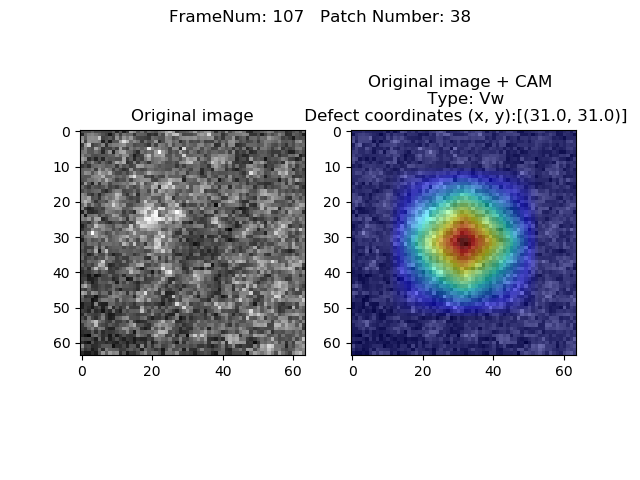 FrameNum: 107   Patch Number: 38
Original image
Original image + CAM
Type: Vw
Defect coordinates (x, y):[(31.0, 31.0)]
0
10
20
30
40
50
60
0 20 40 60
0
10
20
30
40
50
60
0 20 40 60